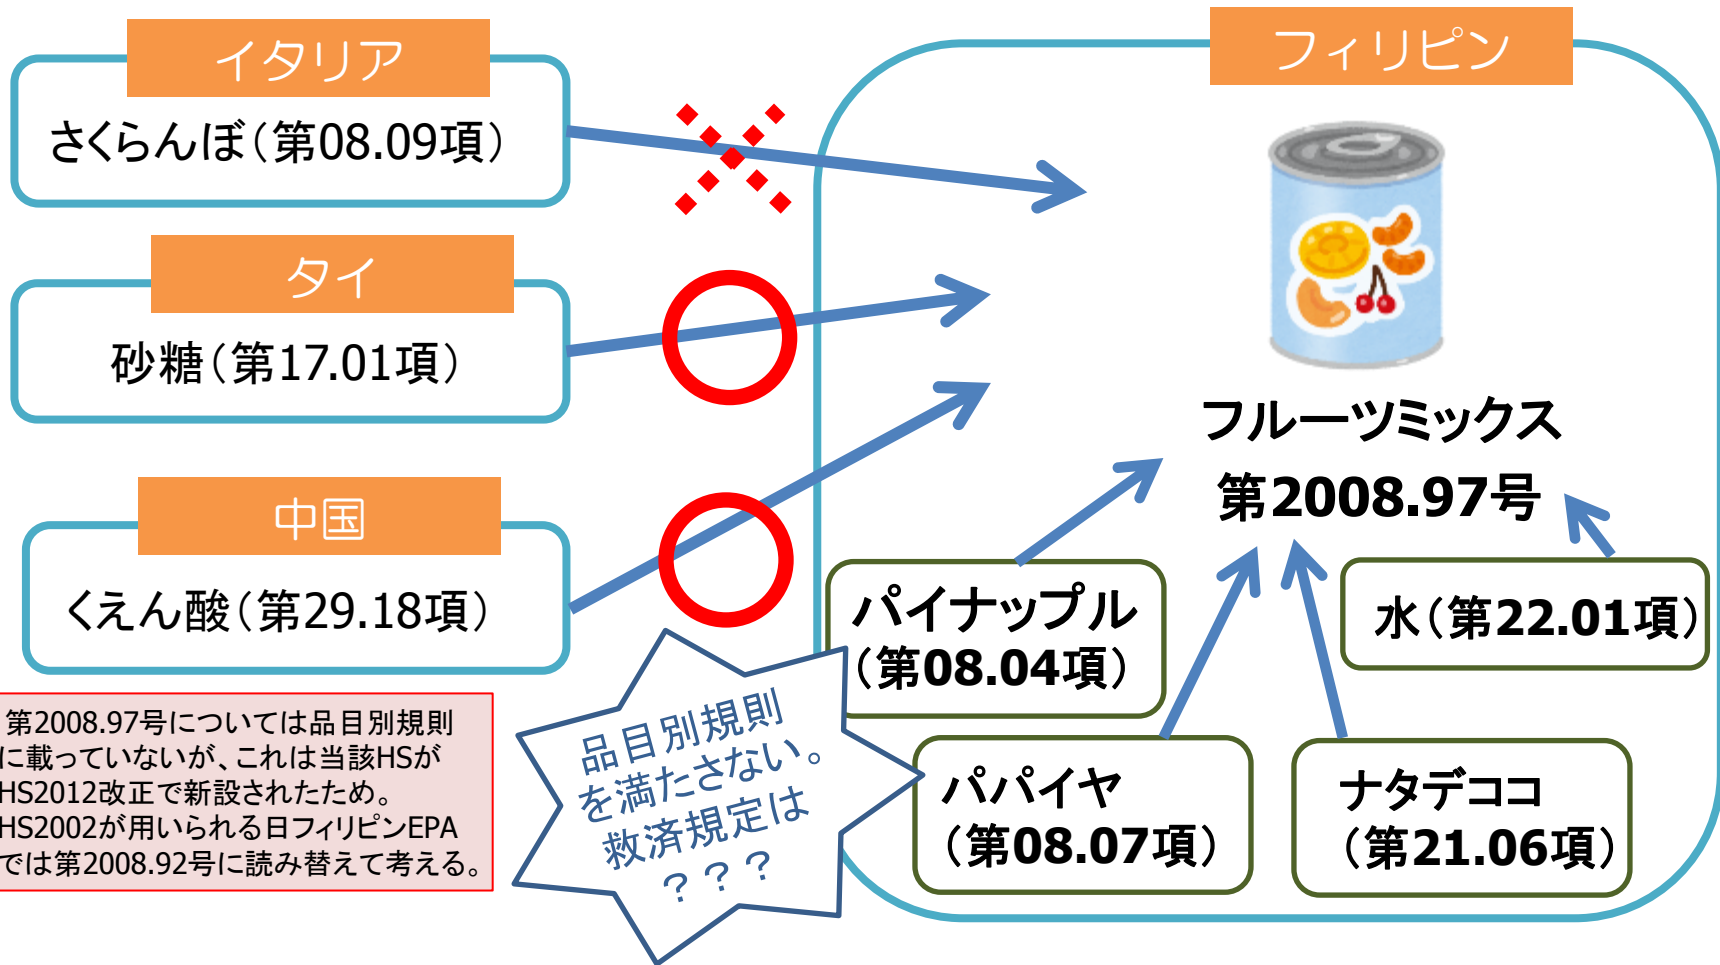 イタリア
さくらんぼ（第08.09項）
タイ
砂糖（第17.01項）
中国
くえん酸（第29.18項）
第2008.97号については品目別規則
に載っていないが、これは当該HSが
HS2012改正で新設されたため。
HS2002が用いられる日フィリピンEPA
では第2008.92号に読み替えて考える。
品目別規則
を満たさない。
救済規定は
？？？
フィリピン
フルーツミックス
第2008.97号
パイナップル
（第08.04項）
水（第22.01項）
パパイヤ
（第08.07項）
ナタデココ
（第21.06項）